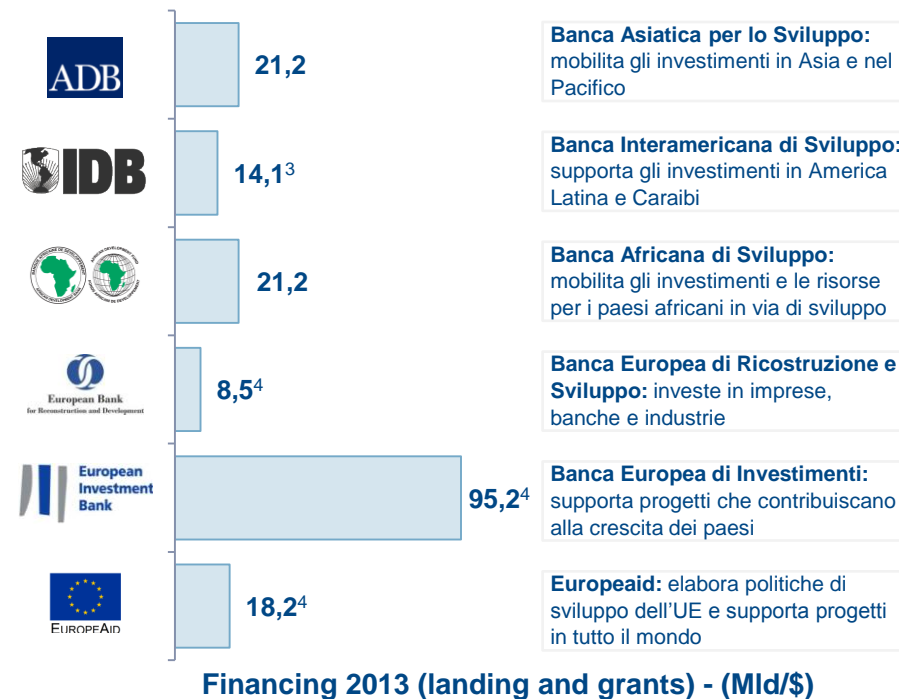 ADB
21,2
Banca Asiatica per lo Sviluppo:
mobilita gli investimenti in Asia e nel
Pacifico
IDB
14,1³
Banca Interamericana di Sviluppo:
supporta gli investimenti in America
Latina e Caraibi
21,2
Banca Africana di Sviluppo:
mobilita gli investimenti e le risorse
per i paesi africani in via di sviluppo
European Bank
for Reconstruction and Development
8,5⁴
Banca Europea di Ricostruzione e
Sviluppo: investe in imprese,
banche e industrie
European
Investment
Bank
95,2⁴
Banca Europea di Investimenti:
supporta progetti che contribuiscano
alla crescita dei paesi
EUROPEAID
18,2⁴
Europeaid: elabora politiche di
sviluppo dell'UE e supporta progetti
in tutto il mondo
Financing 2013 (landing and grants) - (Mld/$)